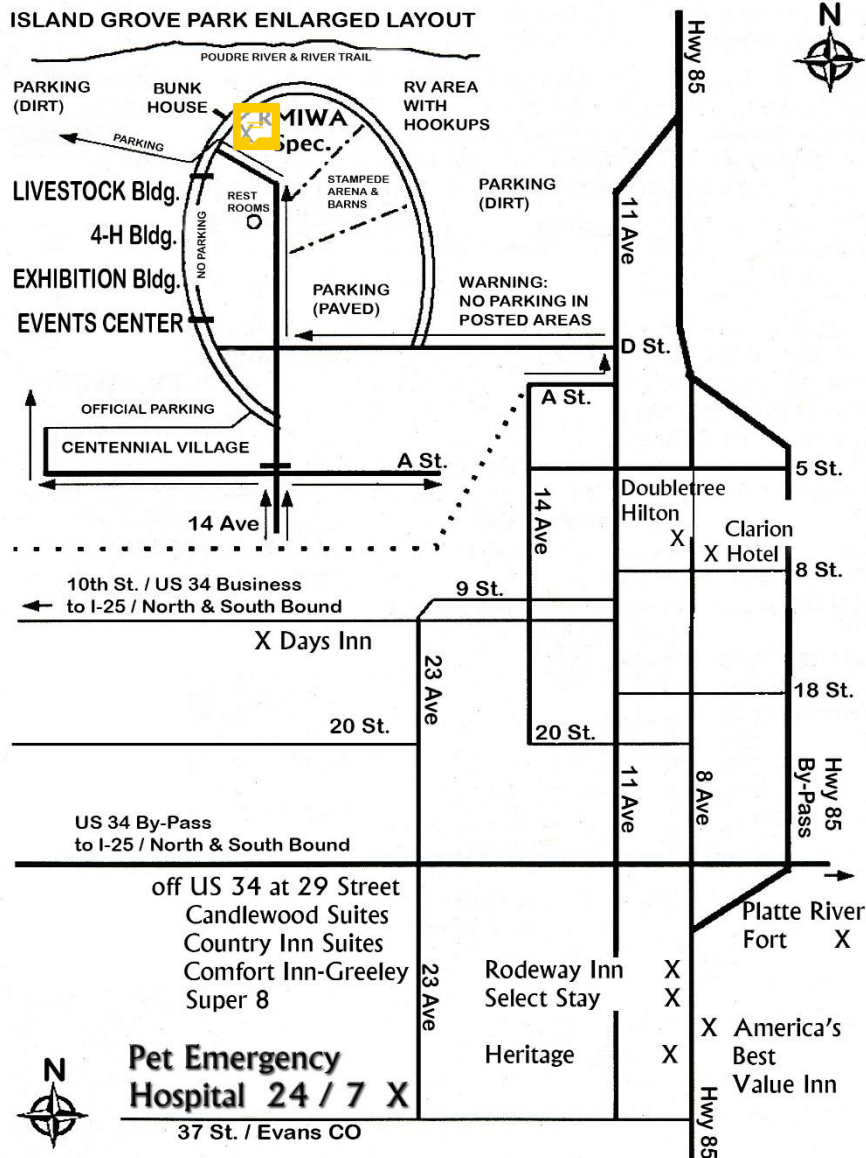 ISLAND GROVE PARK ENLARGED LAYOUT
POUDRE RIVER & RIVER TRAIL
PARKING
(DIRT)
BUNK
HOUSE
MIWA
Spec.
RV AREA
WITH
HOOKUPS
PARKING
LIVESTOCK Bldg.
4-H Bldg.
EXHIBITION Bldg.
EVENTS CENTER
NO PARKING
REST
ROOMS
STAMPEDE
ARENA &
BARNS
PARKING
(DIRT)
PARKING
(PAVED)
WARNING:
NO PARKING IN
POSTED AREAS
OFFICIAL PARKING
CENTENNIAL VILLAGE
A St.
14 Ave
N
Hwy 85
11 Ave
D St.
A St.
5 St.
14 Ave
Doubletree
Hilton
X
X Clarion
Hotel
8 St.
10th St. / US 34 Business
to I-25 / North & South Bound
9 St.
X Days Inn
23 Ave
18 St.
20 St.
20 St.
11 Ave
8 Ave
Hwy 85
By-Pass
US 34 By-Pass
to I-25 / North & South Bound
off US 34 at 29 Street
Candlewood Suites
Country Inn Suites
Comfort Inn-Greeley
Super 8
23 Ave
Platte River
Fort X
Rodeway Inn X
Select Stay X
Heritage X
X America's
Best
Value Inn
N
Pet Emergency
Hospital 24 / 7 X
37 St. / Evans CO
Hwy 85